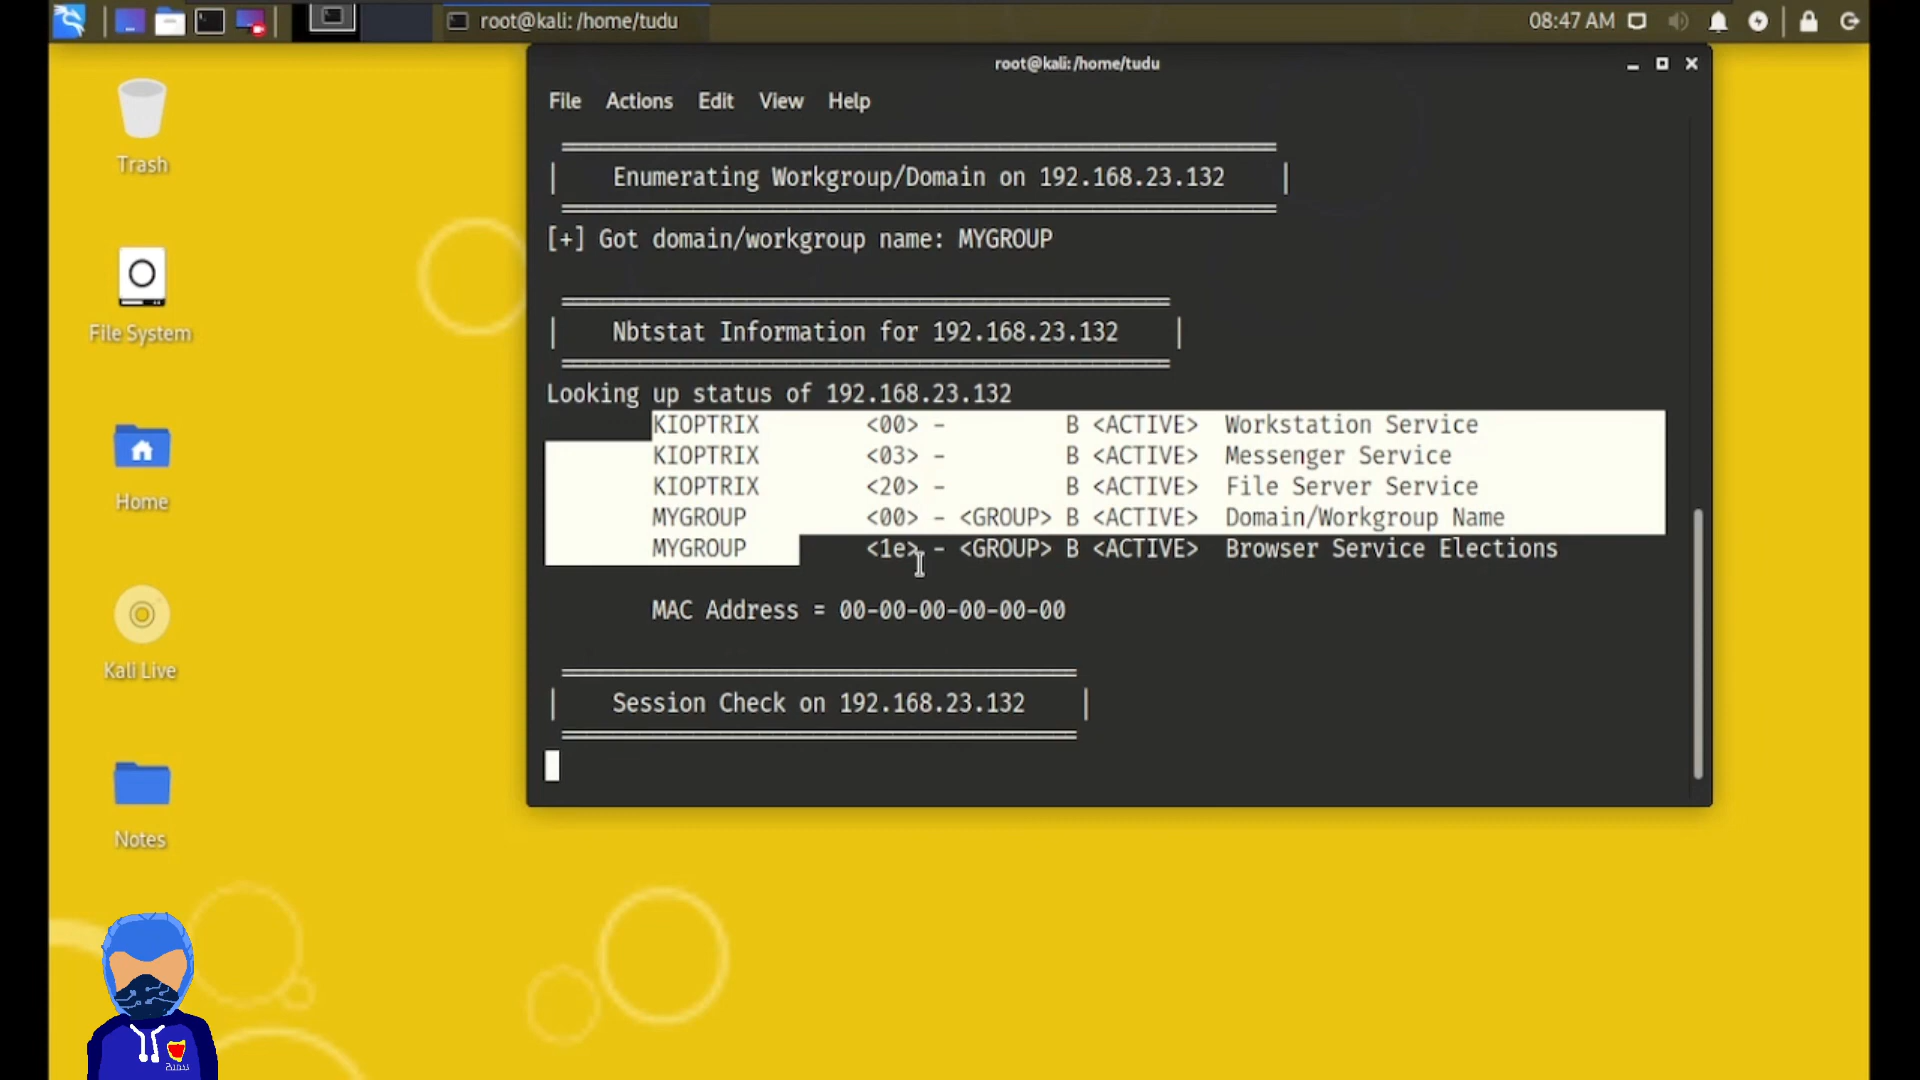 root@kali: /home/tudu
08:47 AM
root@kali: /home/tudu
File Actions Edit View Help
Trash
File System
Home
Kali Live
Notes
| Enumerating Workgroup/Domain on 192.168.23.132 |
[+] Got domain/workgroup name: MYGROUP
| Nbtstat Information for 192.168.23.132 |
Looking up status of 192.168.23.132
KIOPTRIX <00> - B <ACTIVE> Workstation Service
KIOPTRIX <03> - B <ACTIVE> Messenger Service
KIOPTRIX <20> - B <ACTIVE> File Server Service
MYGROUP <00> - <GROUP> B <ACTIVE> Domain/Workgroup Name
MYGROUP <1e> - <GROUP> B <ACTIVE> Browser Service Elections
MAC Address = 00-00-00-00-00-00
| Session Check on 192.168.23.132 |